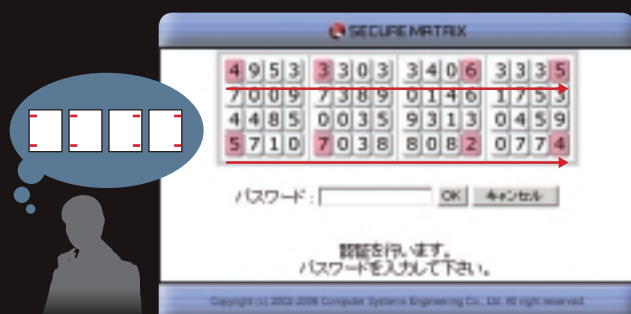 SECURE MATRIX
4953 3303 3406 3335
7009 7389 0146 1753
4485 0035 9313 0459
5710 7038 8082 0774
パスワード: OK キャンセル
認証を行います。
パスワードを入力して下さい。
Copyright (c) 2002-2008 Computer Systems Engineering Co., Ltd. All right reserved.